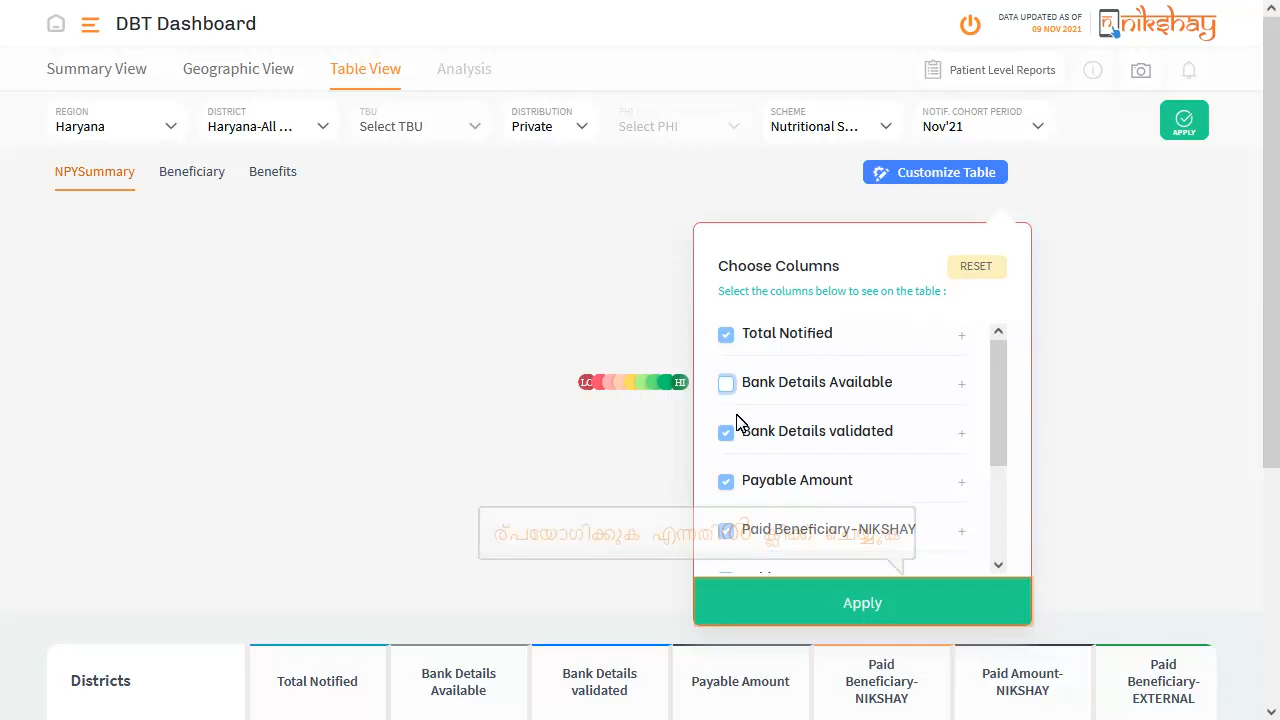 DBT Dashboard
DATA UPDATED AS OF
09 NOV 2021
nikshay
Summary View
Geographic View
Table View
Analysis
Patient Level Reports
REGION
Haryana
DISTRICT
Haryana-All ...
TBU
Select TBU
DISTRIBUTION
Private
PHI
Select PHI
SCHEME
Nutritional S...
NOTIF. COHORT PERIOD
Nov'21
APPLY
NPYSummary
Beneficiary
Benefits
Customize Table
Choose Columns
RESET
Select the columns below to see on the table :
Total Notified
Bank Details Available
LO
HI
Bank Details validated
Payable Amount
Paid Beneficiary-NIKSHAY
ക്ലിക്ക് ചെയ്യുക
Apply
Districts
Total Notified
Bank Details
Available
Bank Details
validated
Payable Amount
Paid
Beneficiary-
NIKSHAY
Paid Amount-
NIKSHAY
Paid
Beneficiary-
EXTERNAL